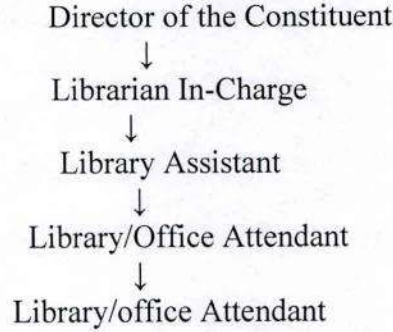 Director of the Constituent
↓
Librarian In-Charge
↓
Library Assistant
↓
Library/Office Attendant
↓
Library/office Attendant